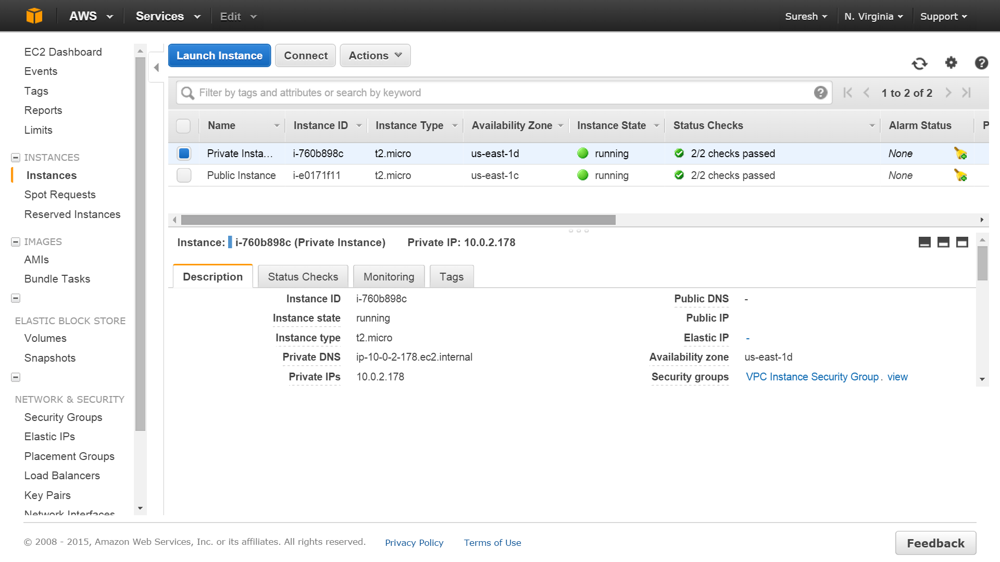 AWS Services Edit Suresh N. Virginia Support
EC2 Dashboard
Events
Tags
Reports
Limits
INSTANCES
Instances
Spot Requests
Reserved Instances
IMAGES
AMIs
Bundle Tasks
ELASTIC BLOCK STORE
Volumes
Snapshots
NETWORK & SECURITY
Security Groups
Elastic IPs
Placement Groups
Load Balancers
Key Pairs
Network Interfaces
Launch Instance Connect Actions
Filter by tags and attributes or search by keyword 1 to 2 of 2
Name Instance ID Instance Type Availability Zone Instance State Status Checks Alarm Status P
Private Insta... i-760b898c t2.micro us-east-1d running 2/2 checks passed None
Public Instance i-e0171f11 t2.micro us-east-1c running 2/2 checks passed None
Instance: i-760b898c (Private Instance) Private IP: 10.0.2.178
Description Status Checks Monitoring Tags
Instance ID i-760b898c Public DNS -
Instance state running Public IP
Instance type t2.micro Elastic IP -
Private DNS ip-10-0-2-178.ec2.internal Availability zone us-east-1d
Private IPs 10.0.2.178 Security groups VPC Instance Security Group. view
© 2008 - 2015, Amazon Web Services, Inc. or its affiliates. All rights reserved. Privacy Policy Terms of Use Feedback